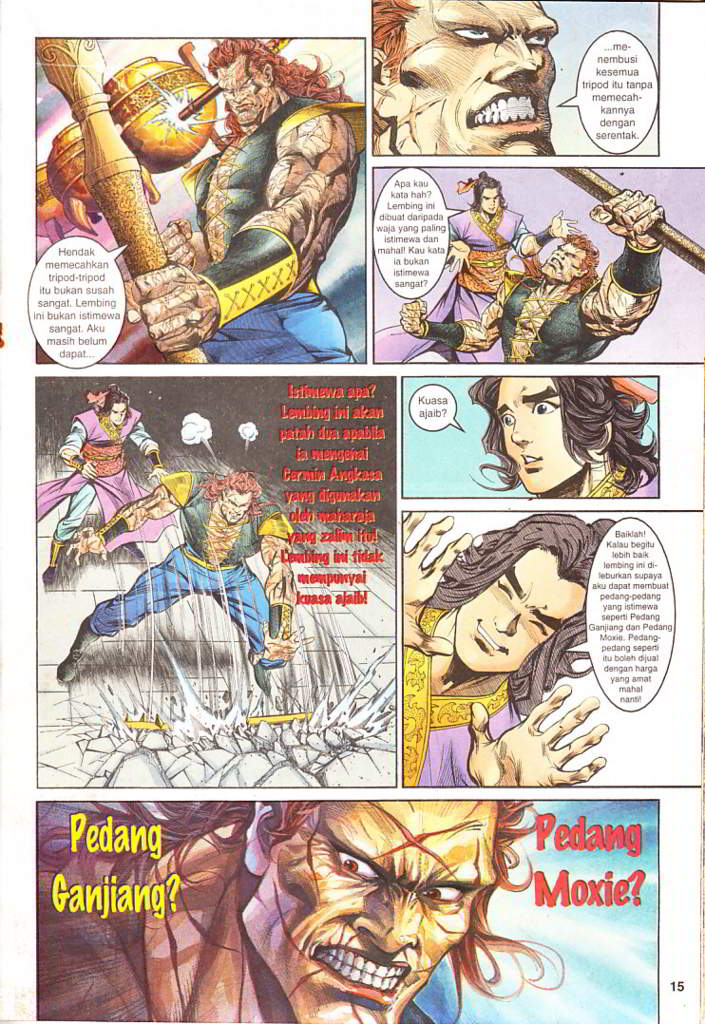 Hendak
memecahkan
tripod-tripod
itu bukan susah
sangat. Lembing
ini bukan istimewa
sangat. Aku
masih belum
dapat...
...me-
nembusi
kesemua
tripod itu tanpa
memecah-
kannya
dengan
serentak.
Apa kau
kata hah?
Lembing ini
dibuat daripada
waja yang paling
istimewa dan
mahal! Kau kata
ia bukan
istimewa
sangat?
Istimewa apa?
Lembing ini akan
patah dua apabila
ia mengenai
Cermin Angkasa
yang digunakan
oleh maharaja
yang zalim itu!
Lembing ini tidak
mempunyai
kuasa ajaib!
Kuasa
ajaib?
Baiklah!
Kalau begitu
lebih baik
lembing ini di-
leburkan supaya
aku dapat membuat
pedang-pedang
yang istimewa
seperti Pedang
Ganjiang dan Pedang
Moxie. Pedang-
pedang seperti itu boleh dijual
dengan harga
yang amat
mahal
nanti!
Pedang
Ganjiang?
Pedang
Moxie?
15